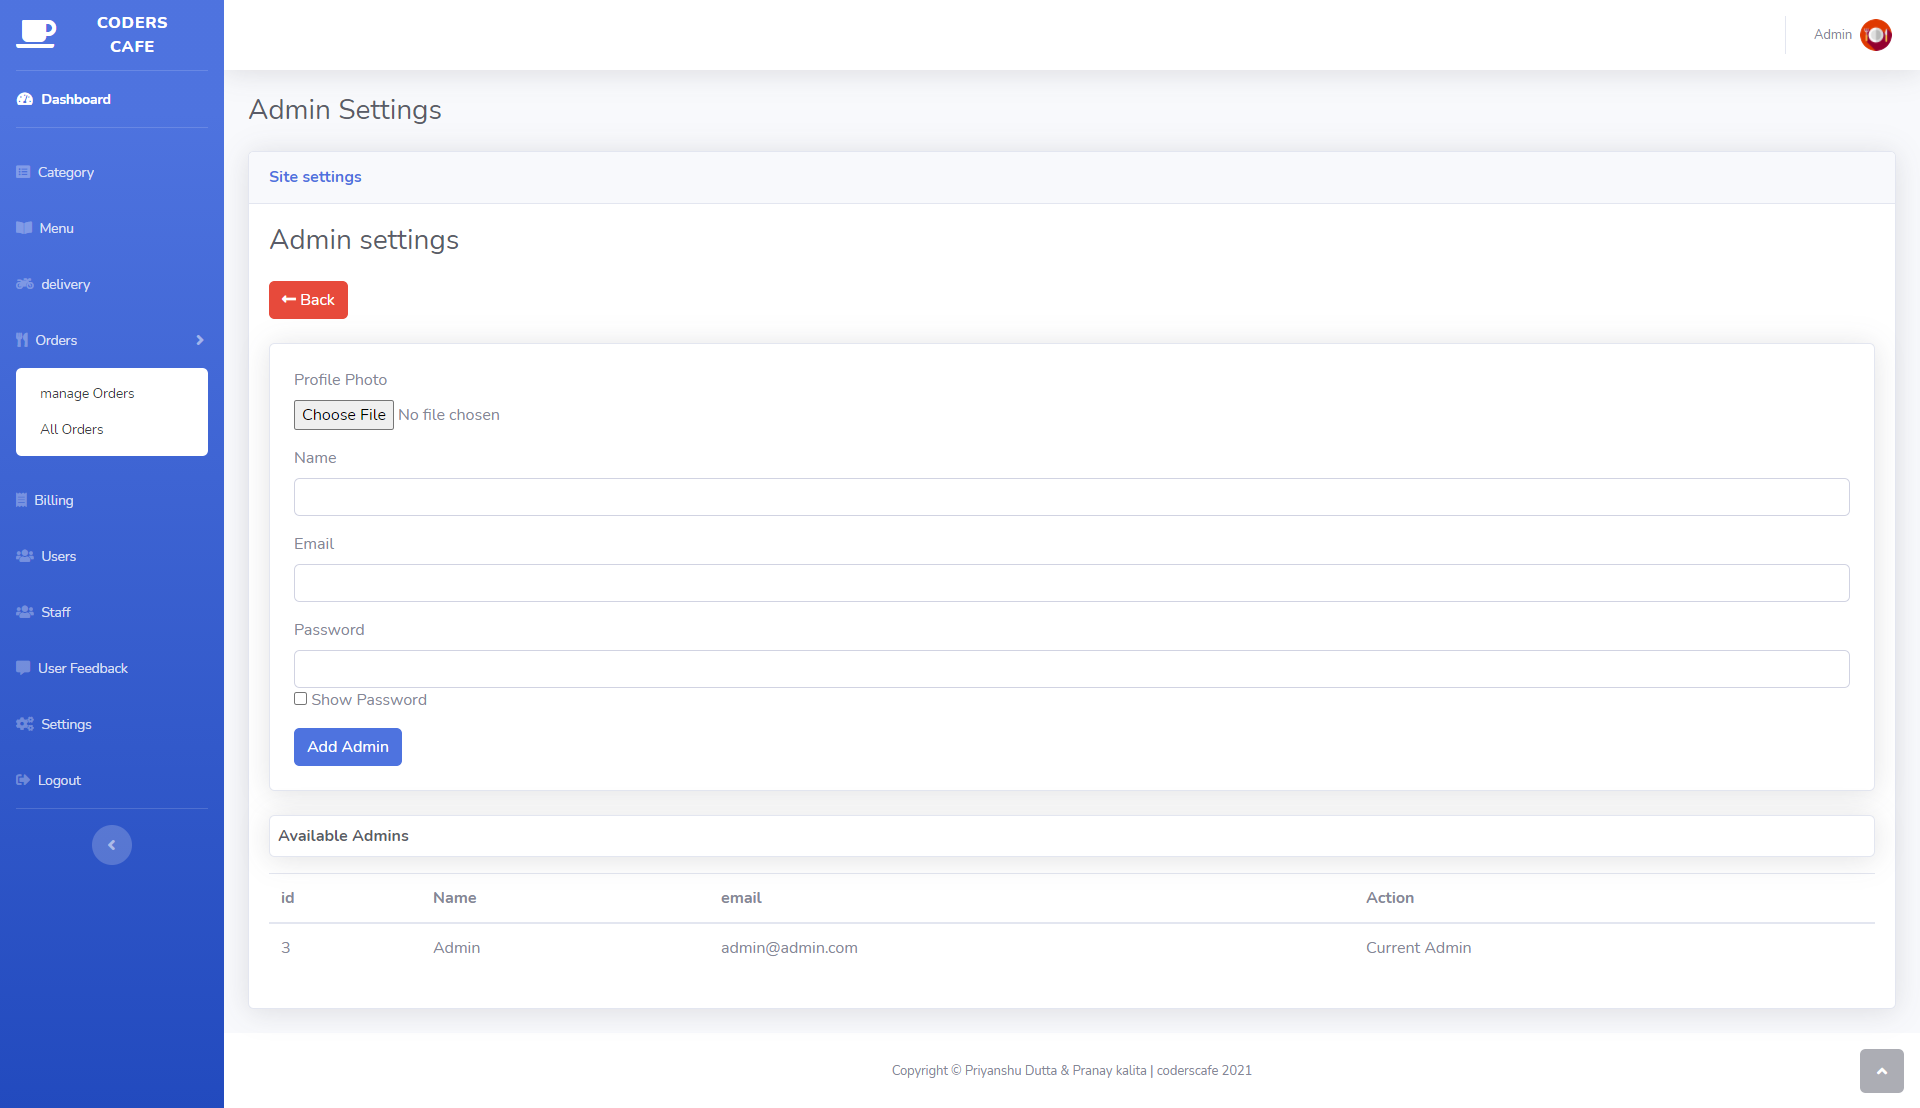 CODERS
CAFE
Dashboard
Category
Menu
delivery
Orders
manage Orders
All Orders
Billing
Users
Staff
User Feedback
Settings
Logout
Admin
Admin Settings
Site settings
Admin settings
Back
Profile Photo
Choose File No file chosen
Name
Email
Password
Show Password
Add Admin
Available Admins
id Name email Action
3 Admin admin@admin.com Current Admin
Copyright © Priyanshu Dutta & Pranay kalita | coderscafe 2021